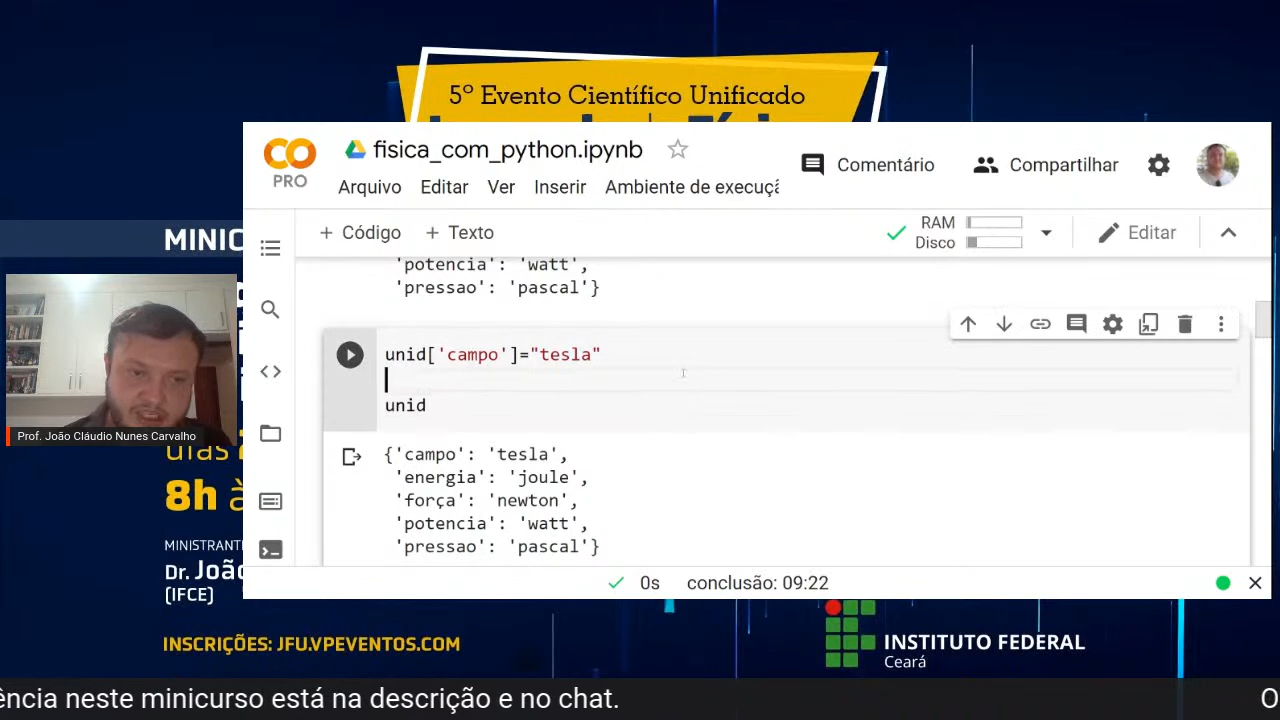 5º Evento Científico Unificado
CO
PRO
fisica_com_python.ipynb
Comentário
Compartilhar
Arquivo Editar Ver Inserir Ambiente de execuçã
+ Código + Texto
RAM
Disco
Editar
'potencia': 'watt',
'pressao': 'pascal'}
unid['campo']="tesla"
unid
{'campo': 'tesla',
'energia': 'joule',
'força': 'newton',
'potencia': 'watt',
'pressao': 'pascal'}
0s conclusão: 09:22
MINIC
Prof. João Cláudio Nunes Carvalho
dias
8h à
MINISTRANT
Dr. João
(IFCE)
INSCRIÇÕES: JFU.VPEVENTOS.COM
INSTITUTO FEDERAL
Ceará
ência neste minicurso está na descrição e no chat. O